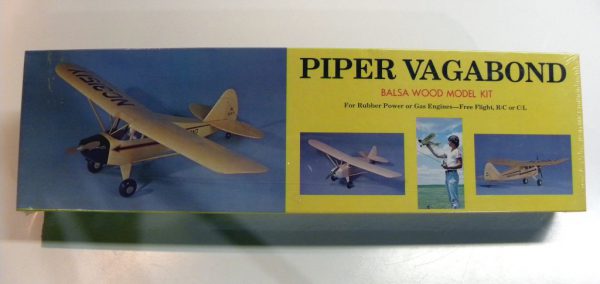 PIPER VAGABOND
BALSA WOOD MODEL KIT
For Rubber Power or Gas Engines—Free Flight, R/C or C/L